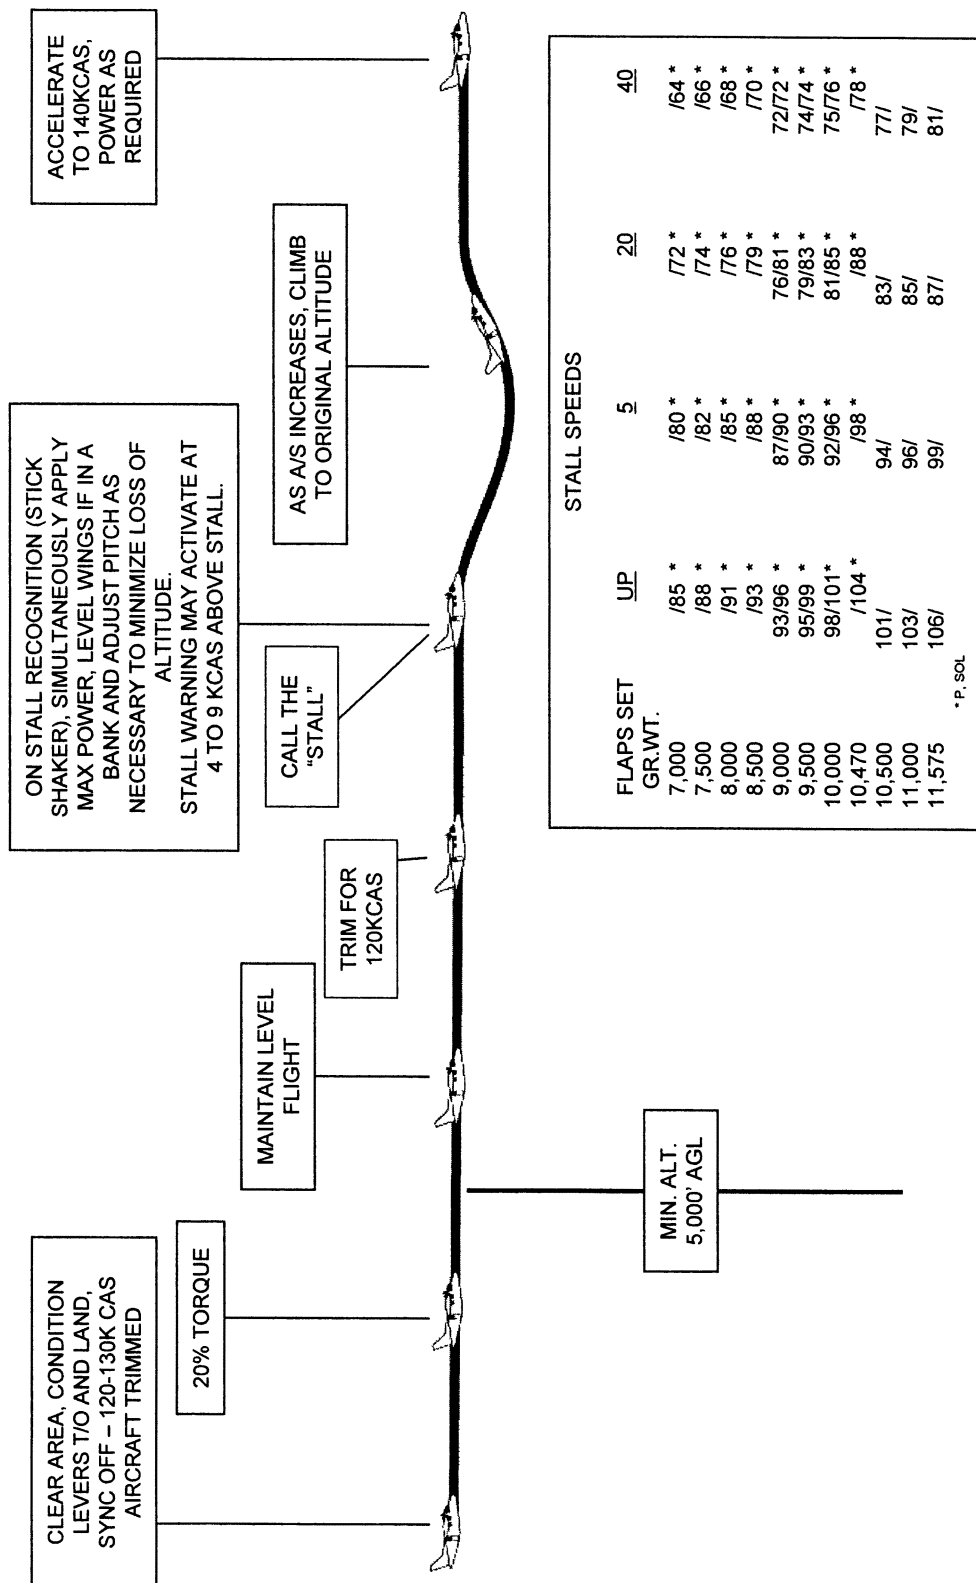 CLEAR AREA, CONDITION
LEVERS T/O AND LAND,
SYNC OFF – 120-130K CAS
AIRCRAFT TRIMMED
20% TORQUE
MAINTAIN LEVEL
FLIGHT
TRIM FOR
120KCAS
CALL THE
“STALL”
ON STALL RECOGNITION (STICK
SHAKER), SIMULTANEOUSLY APPLY
MAX POWER, LEVEL WINGS IF IN A
BANK AND ADJUST PITCH AS
NECESSARY TO MINIMIZE LOSS OF
ALTITUDE.
STALL WARNING MAY ACTIVATE AT
4 TO 9 KCAS ABOVE STALL.
AS A/S INCREASES, CLIMB
TO ORIGINAL ALTITUDE
ACCELERATE
TO 140KCAS,
POWER AS
REQUIRED
MIN. ALT.
5,000' AGL
STALL SPEEDS
FLAPS SET UP 5 20 40
GR.WT.
7,000 /85 * /80 * /72 * /64 *
7,500 /88 * /82 * /74 * /66 *
8,000 /91 * /85 * /76 * /68 *
8,500 /93 * /88 * /79 * /70 *
9,000 93/96 * 87/90 * 76/81 * 72/72 *
9,500 95/99 * 90/93 * 79/83 * 74/74 *
10,000 98/101* 92/96 * 81/85 * 75/76 *
10,470 /104 * /98 * /88 * /78 *
10,500 101/ 94/ 83/ 77/
11,000 103/ 96/ 85/ 79/
11,575 106/ 99/ 87/ 81/
* P, SOL